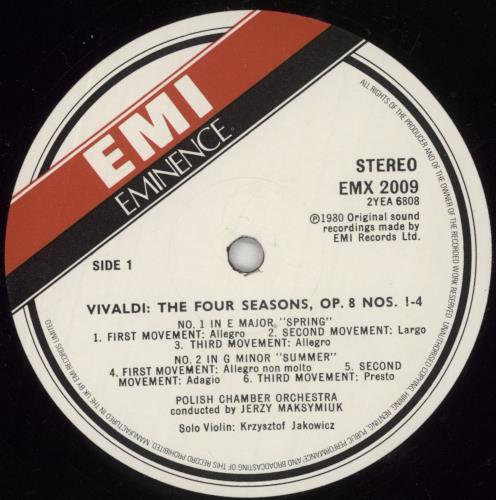 EMI
EMINENCE
STEREO
EMX 2009
2YEA 6808
℗1980 Original sound
recordings made by
EMI Records Ltd.
SIDE 1
VIVALDI: THE FOUR SEASONS, OP. 8 NOS. !-4
NO. 1 IN E MAJOR "SPRING"
1. FIRST MOVEMENT: Allegro 2. SECOND MOVEMENT: Largo
3. THIRD MOVEMENT: Allegro
NO. 2 IN G MINOR "SUMMER"
4. FIRST MOVEMENT: Allegro non molto 5. SECOND
MOVEMENT: Adagio 6. THIRD MOVEMENT: Presto
POLISH CHAMBER ORCHESTRA
conducted by JERZY MAKSYMIUK
Solo Violin: Krzysztof Jakowicz
ALL RIGHTS OF THE PRODUCER AND OF THE OWNER OF THE RECORDED WORK RESERVED. UNAUTHORISED COPYING, HIRING, RENTING, PUBLIC PERFORMANCE AND BROADCASTING OF THIS RECORD PROHIBITED. MANUFACTURED IN THE UK BY EMI RECORDS LIMITED